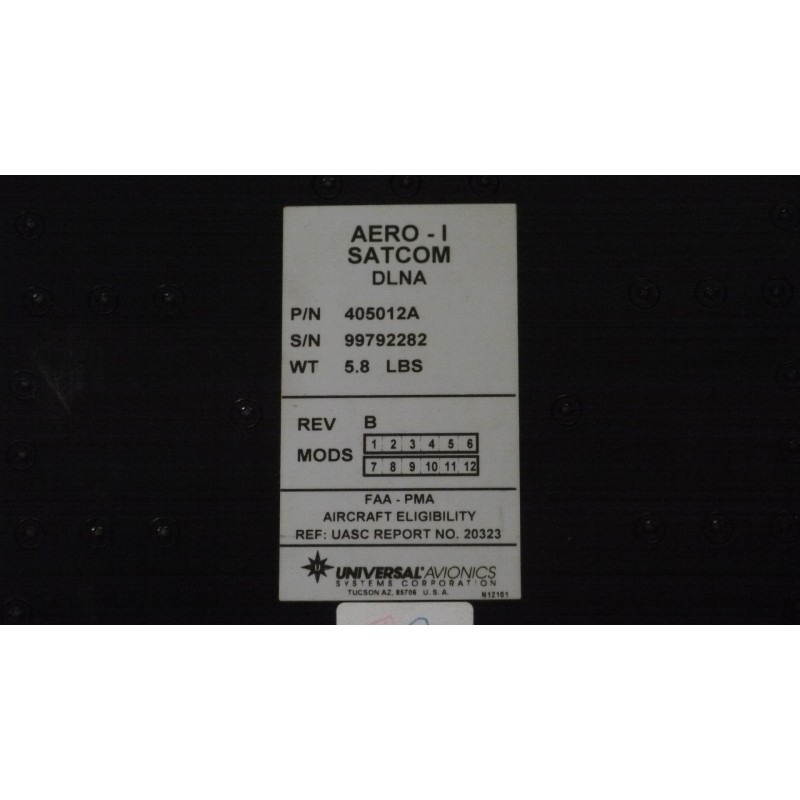 AERO - I
SATCOM
DLNA
P/N 405012A
S/N 99792282
WT 5.8 LBS
REV B
MODS 1 2 3 4 5 6
7 8 9 10 11 12
FAA - PMA
AIRCRAFT ELIGIBILITY
REF: UASC REPORT NO. 20323
U UNIVERSAL AVIONICS
SYSTEMS CORPORATION
TUCSON AZ, 85706 U.S.A. N12101